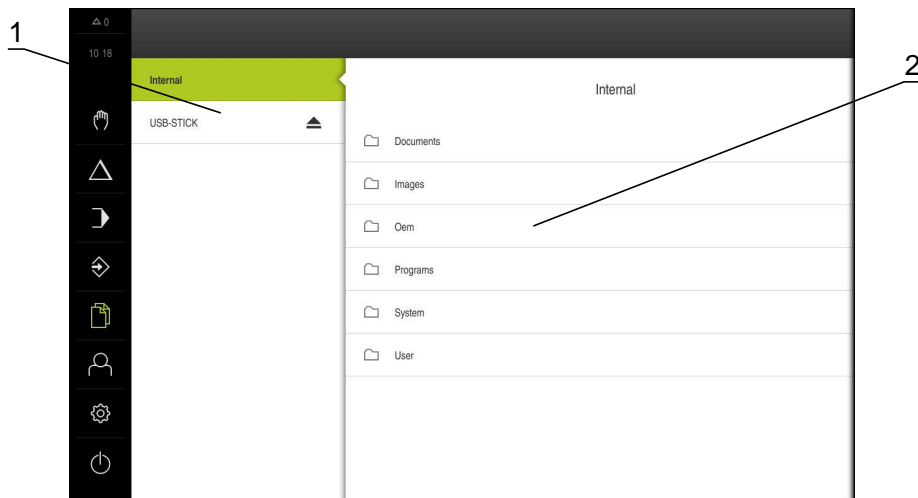 1
0
10 18
2
Internal
USB-STICK
Internal
Documents
Images
Oem
Programs
System
User